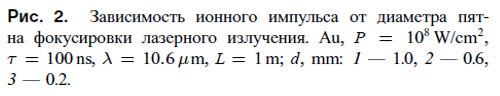 Рис. 2. Зависимость ионного импульса от диаметра пят-
на фокусировки лазерного излучения. Au, P = 10⁸ W/cm²,
τ = 100 ns, λ = 10.6 μm, L = 1 m; d, mm: 1 — 1.0, 2 — 0.6,
3 — 0.2.